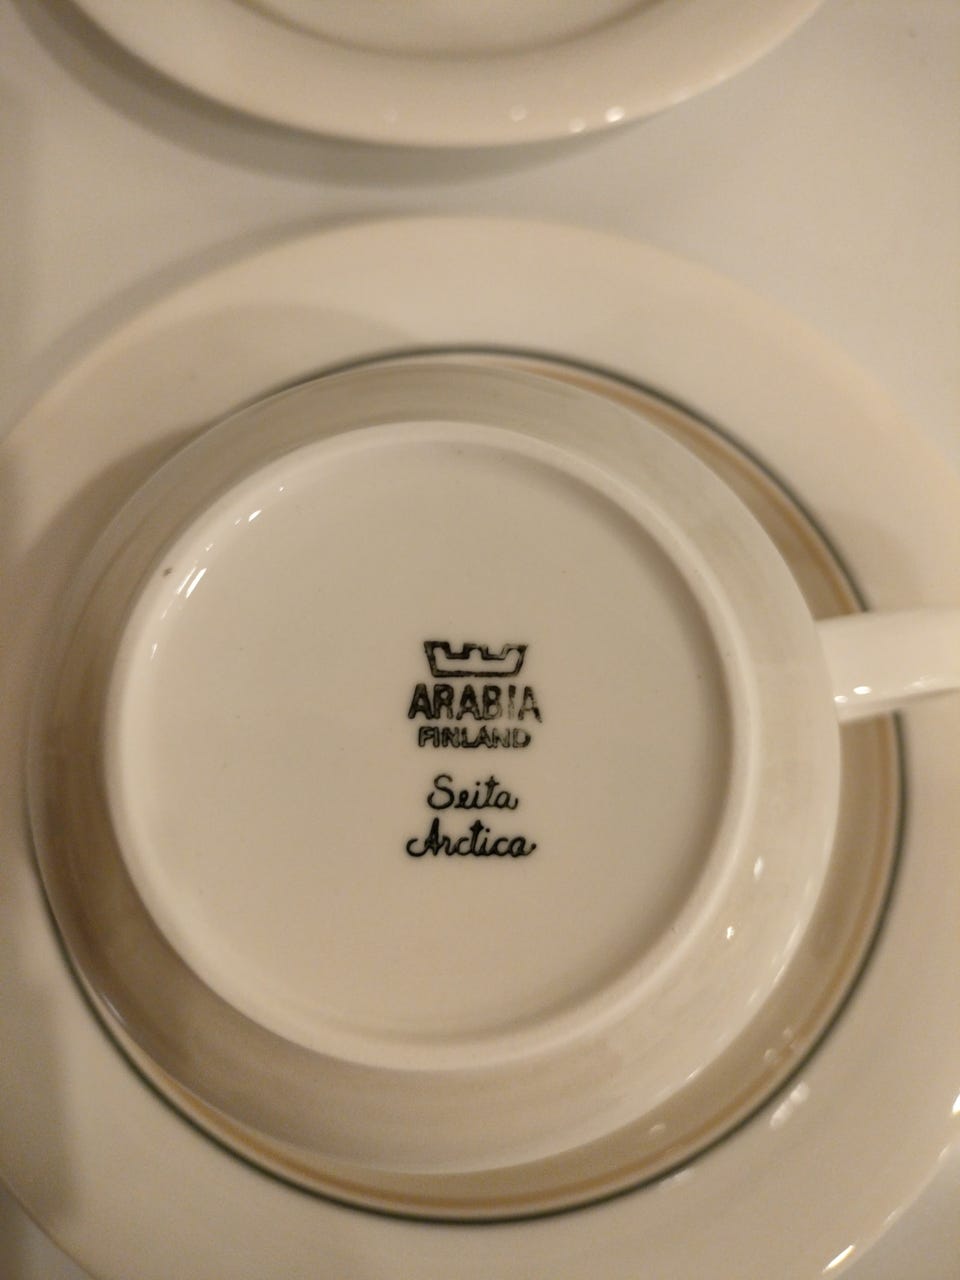 ARABIA
FINLAND
Seita
Arctica